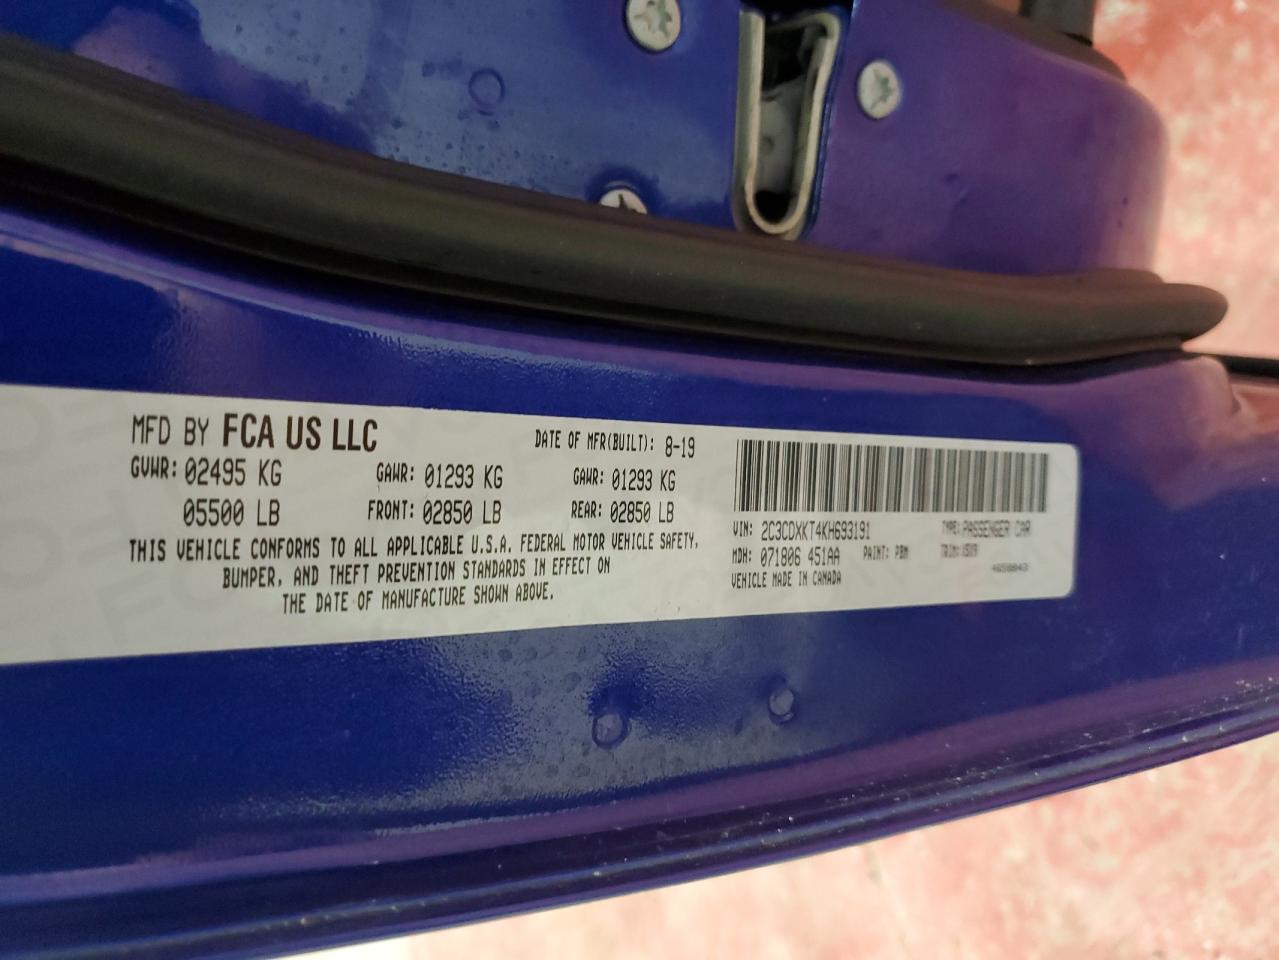 MFD BY FCA US LLC
DATE OF MFR(BUILT): 8-19
GVWR: 02495 KG GAWR: 01293 KG GAWR: 01293 KG
05500 LB FRONT: 02850 LB REAR: 02850 LB
THIS VEHICLE CONFORMS TO ALL APPLICABLE U.S.A. FEDERAL MOTOR VEHICLE SAFETY,
BUMPER, AND THEFT PREVENTION STANDARDS IN EFFECT ON
THE DATE OF MANUFACTURE SHOWN ABOVE.
VIN: 2C3CDXKT4KH693191 TYPE: PASSENGER CAR
MDH: 071806 451AA PAINT: PBM TRIM:
VEHICLE MADE IN CANADA